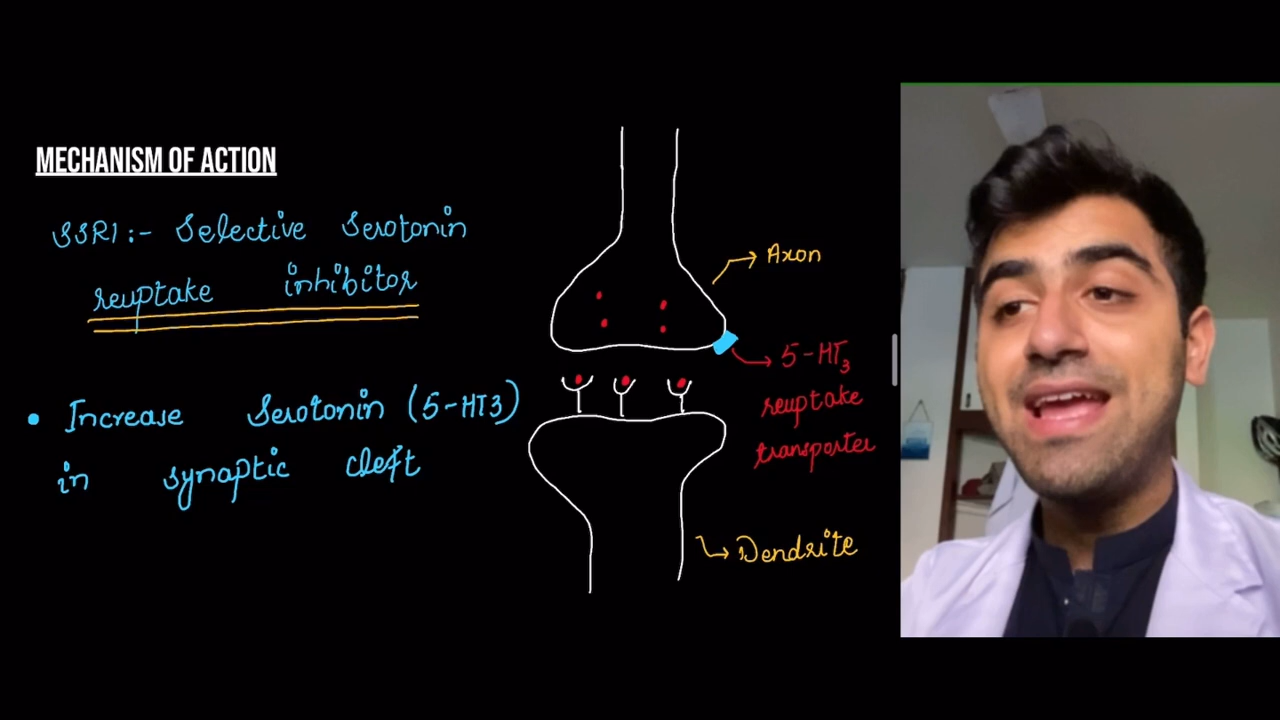 MECHANISM OF ACTION
SSRI:- Selective Serotonin
reuptake inhibitor
• Increase Serotonin (5-HT3)
in synaptic cleft
Axon
5-HT₃
reuptake
transporter
Dendrite